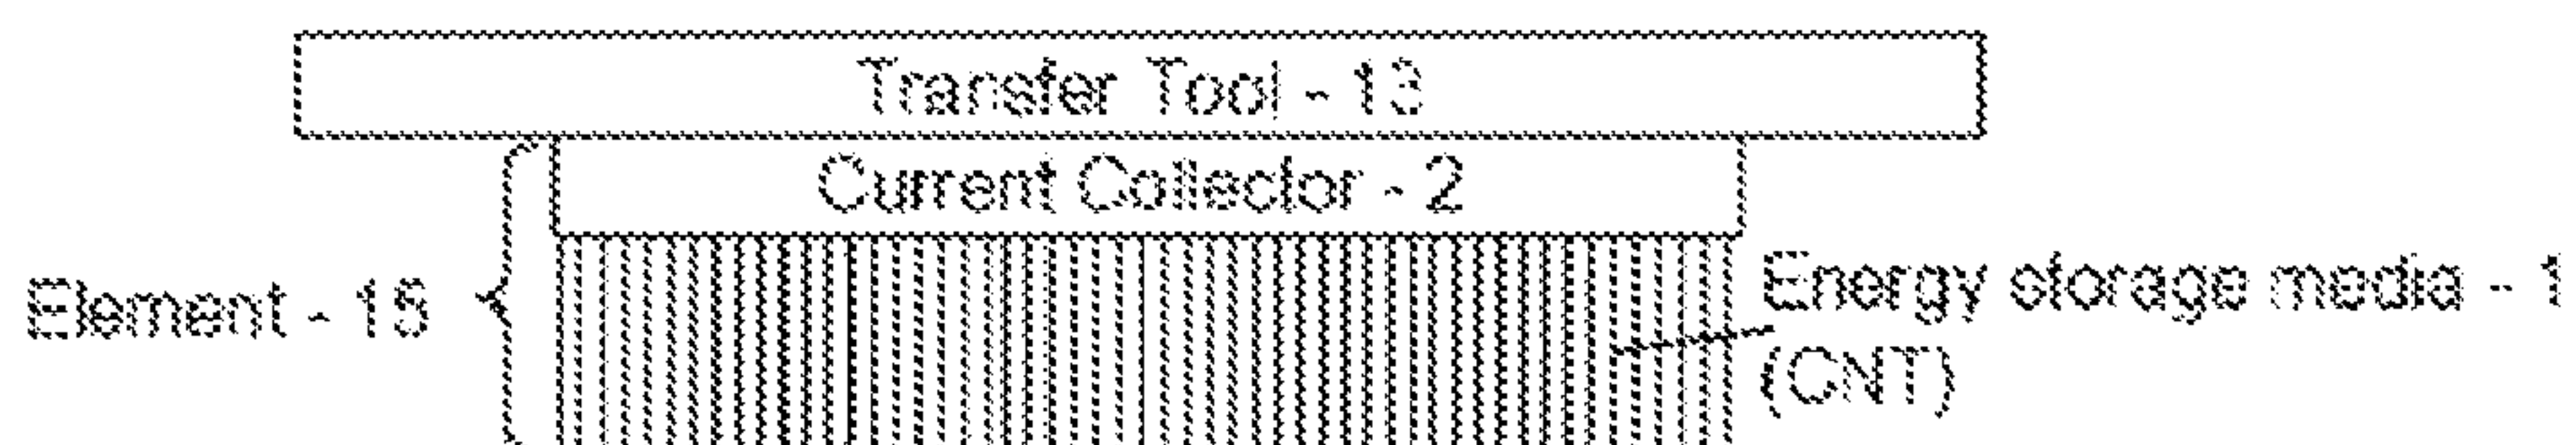 Transfer Tool - 13
Current Collector - 2
Element - 15
Energy storage media - 1
(CNT)